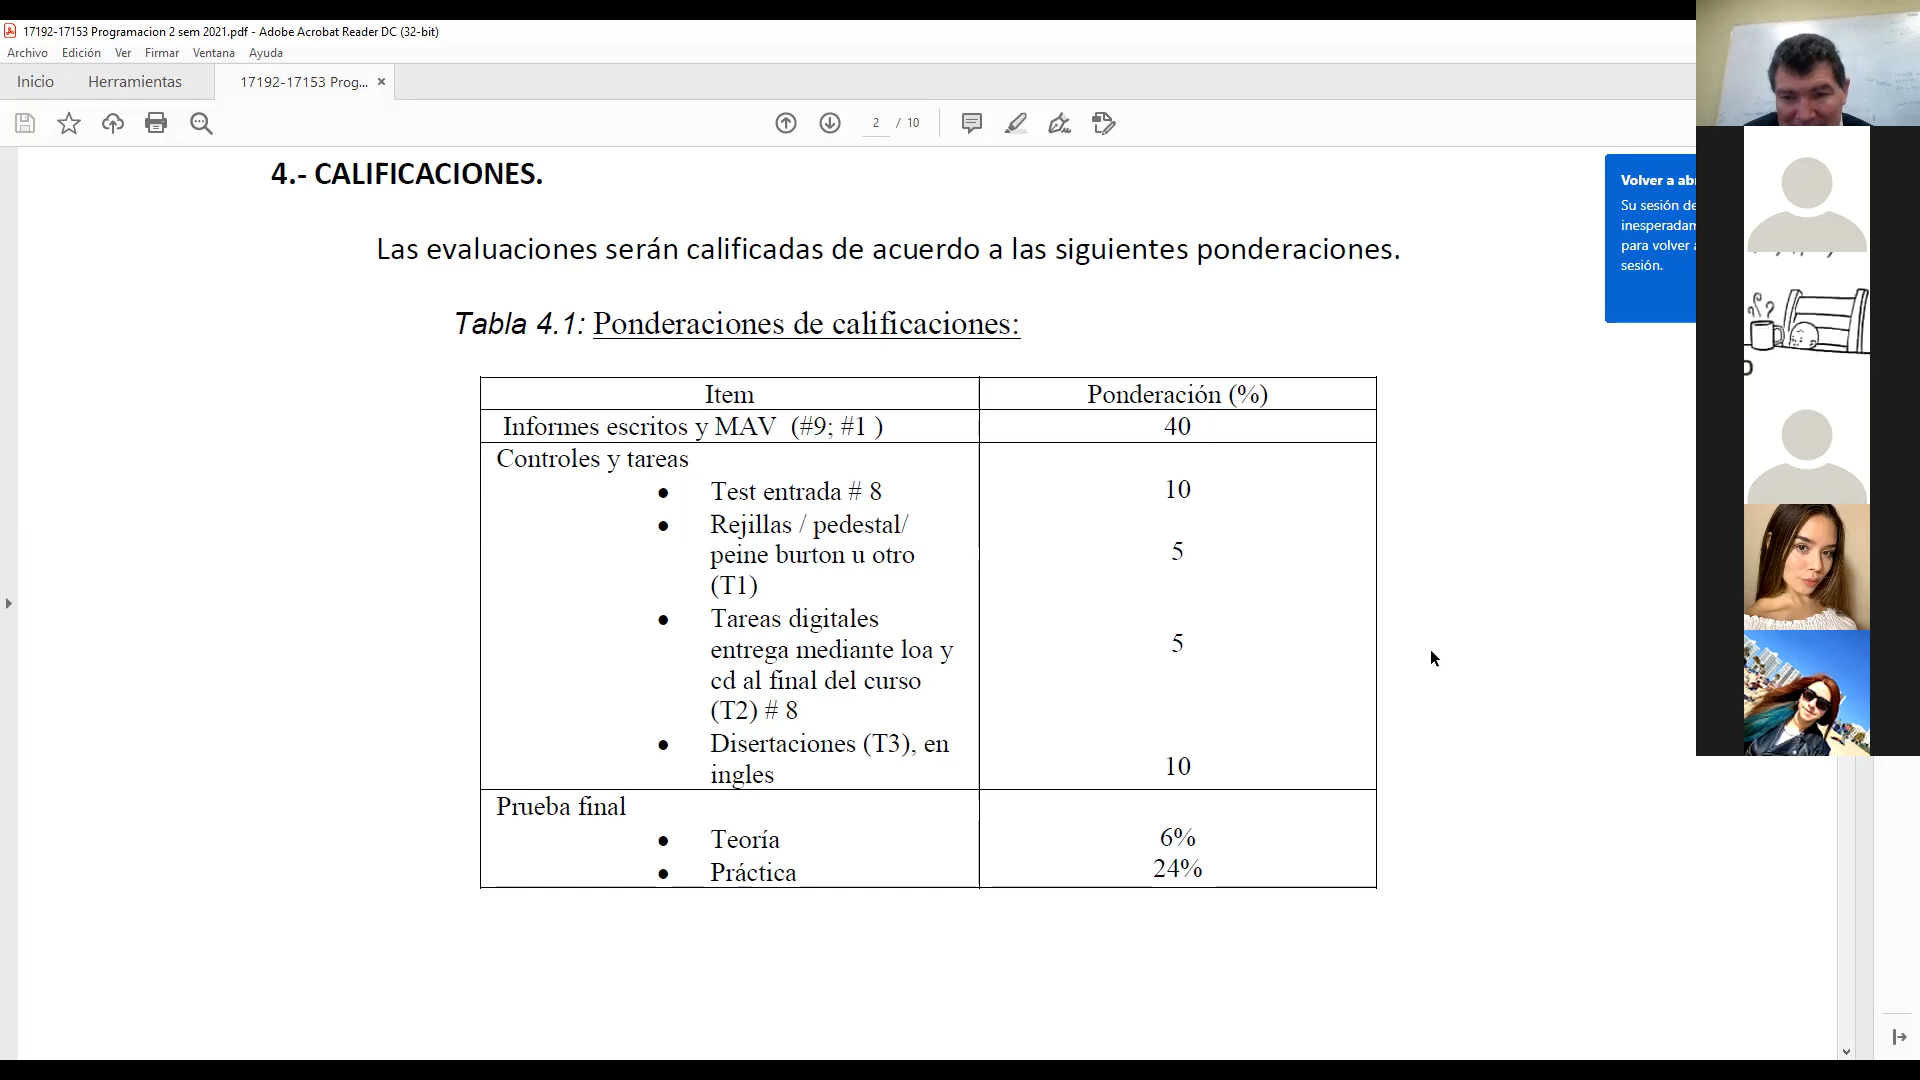 17192-17153 Programacion 2 sem 2021.pdf - Adobe Acrobat Reader DC (32-bit)
Archivo Edición Ver Firmar Ventana Ayuda
Inicio Herramientas 17192-17153 Prog... ×
2 / 10
4.- CALIFICACIONES.
Las evaluaciones serán calificadas de acuerdo a las siguientes ponderaciones.
Tabla 4.1: Ponderaciones de calificaciones:
Item Ponderación (%)
Informes escritos y MAV (#9; #1 ) 40
Controles y tareas
• Test entrada # 8 10
• Rejillas / pedestal/
peine burton u otro 5
(T1)
• Tareas digitales
entrega mediante loa y 5
cd al final del curso
(T2) # 8
• Disertaciones (T3), en
ingles 10
Prueba final
• Teoría 6%
• Práctica 24%
Volver a
Su sesión
para volver
sesión.